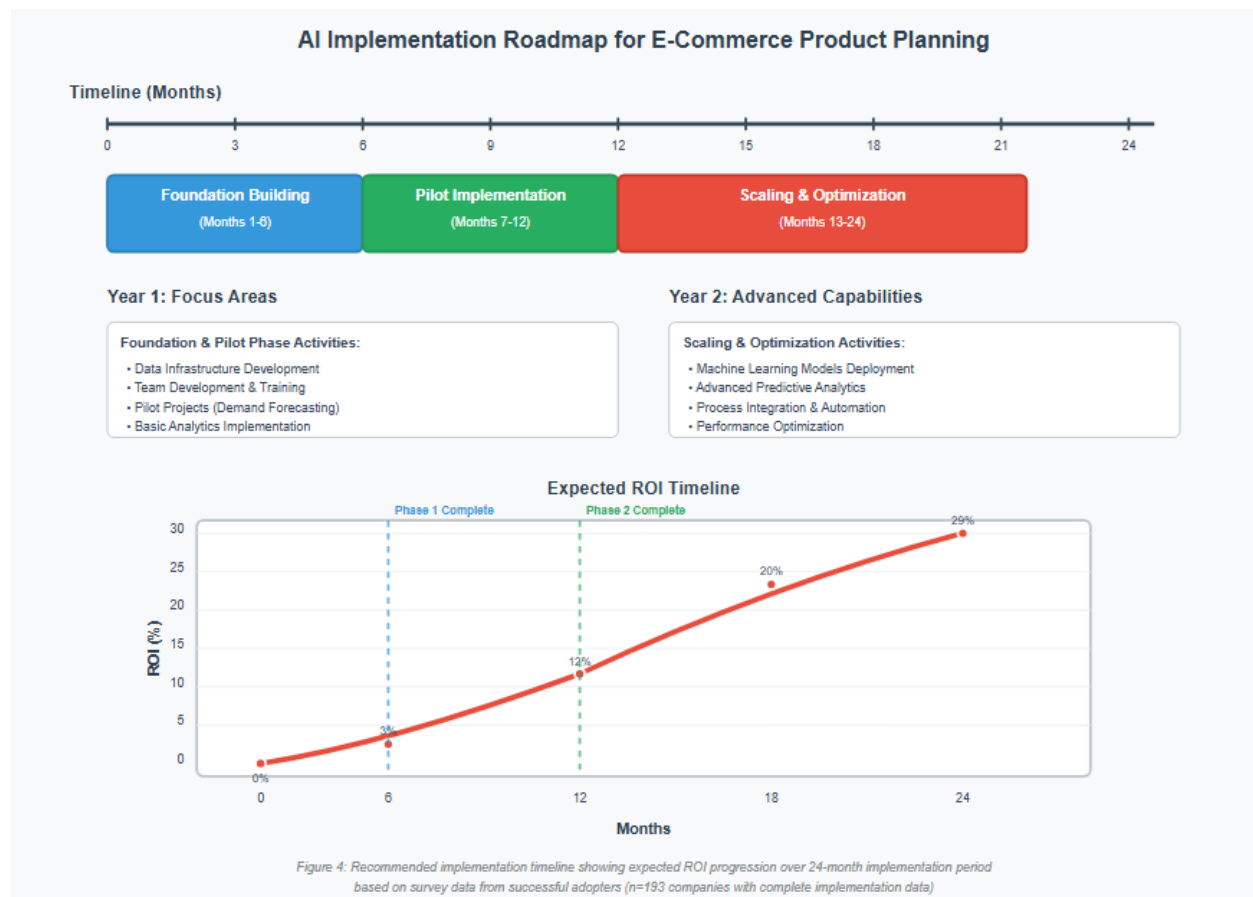 AI Implementation Roadmap for E-Commerce Product Planning
Timeline (Months)
0 3 6 9 12 15 18 21 24
Foundation Building
(Months 1-6)
Pilot Implementation
(Months 7-12)
Scaling & Optimization
(Months 13-24)
Year 1: Focus Areas
Foundation & Pilot Phase Activities:
• Data Infrastructure Development
• Team Development & Training
• Pilot Projects (Demand Forecasting)
• Basic Analytics Implementation
Year 2: Advanced Capabilities
Scaling & Optimization Activities:
• Machine Learning Models Deployment
• Advanced Predictive Analytics
• Process Integration & Automation
• Performance Optimization
Expected ROI Timeline
Phase 1 Complete
Phase 2 Complete
ROI (%)
30
25
20
15
10
5
0
0%
3%
12%
20%
29%
0 6 12 18 24
Months
Figure 4: Recommended implementation timeline showing expected ROI progression over 24-month implementation period
based on survey data from successful adopters (n=193 companies with complete implementation data)